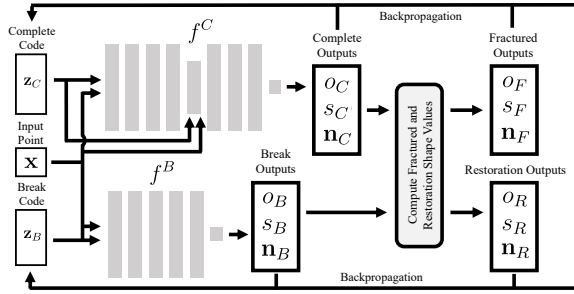 Backpropagation
Complete
Code
z_C
f^C
Complete
Outputs
o_C
s_C
n_C
Fractured
Outputs
o_F
s_F
n_F
Input
Point
x
Compute Fractured and
Restoration Shape Values
Break
Code
z_B
f^B
Break
Outputs
o_B
s_B
n_B
Restoration Outputs
o_R
s_R
n_R
Backpropagation